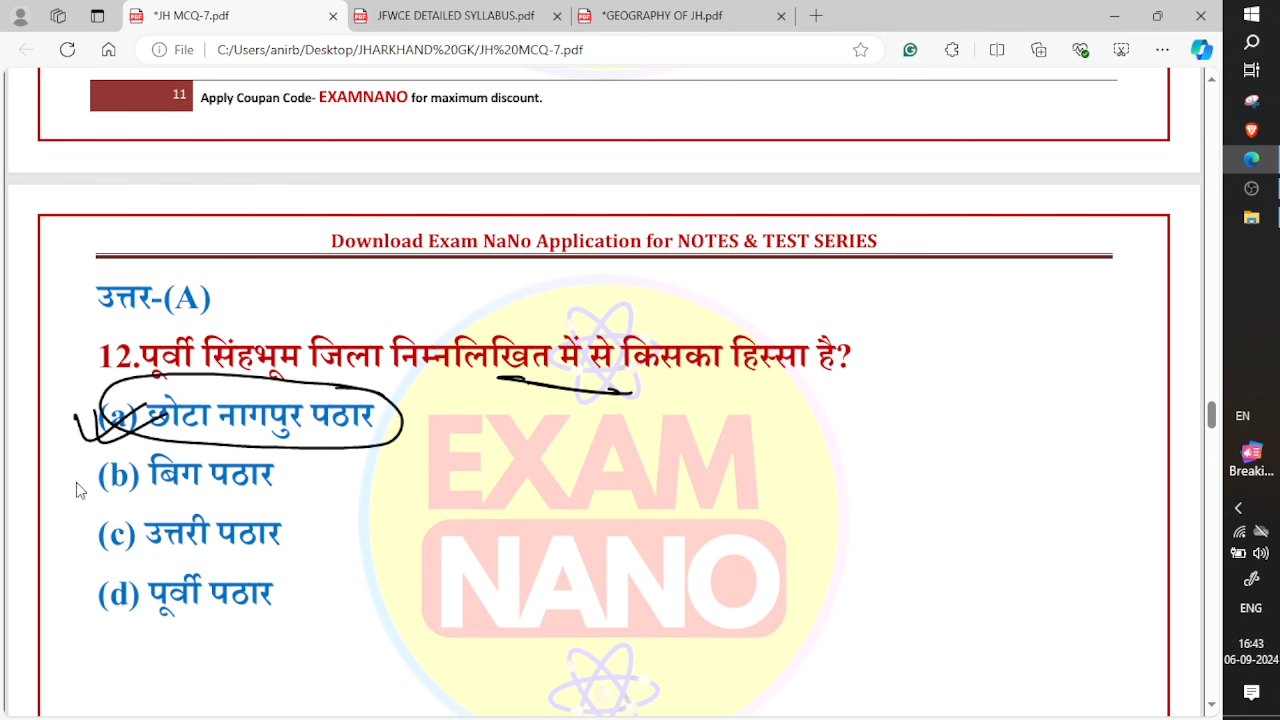 *JH MCQ-7.pdf
JFWCE DETAILED SYLLABUS.pdf
*GEOGRAPHY OF JH.pdf
File
C:/Users/anirb/Desktop/JHARKHAND%20GK/JH%20MCQ-7.pdf
11
Apply Coupan Code- EXAMNANO for maximum discount.
Download Exam NaNo Application for NOTES & TEST SERIES
उत्तर-(A)
12.पूर्वी सिंहभूम जिला निम्नलिखित में से किसका हिस्सा है?
(a) छोटा नागपुर पठार
(b) बिग पठार
(c) उत्तरी पठार
(d) पूर्वी पठार
EXAM
NANO
EN
Breaki...
ENG
16:43
06-09-2024